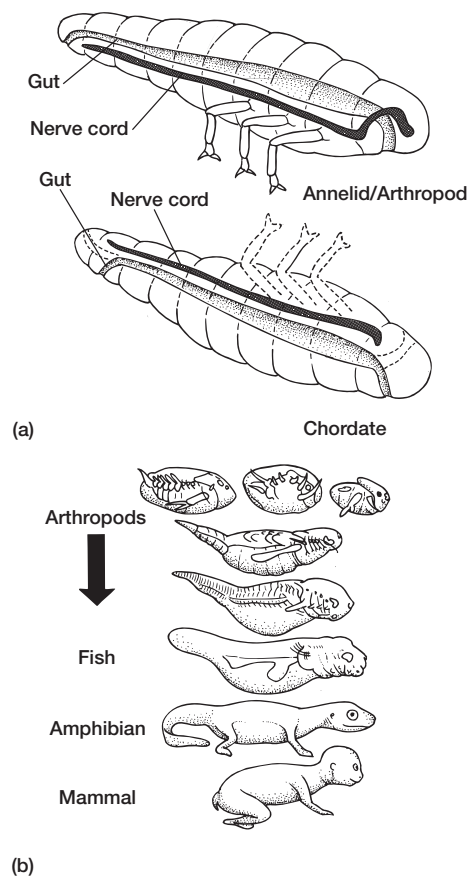 Gut
Nerve cord
Annelid/Arthropod
Gut
Nerve cord
(a)
Chordate
Arthropods
Fish
Amphibian
Mammal
(b)